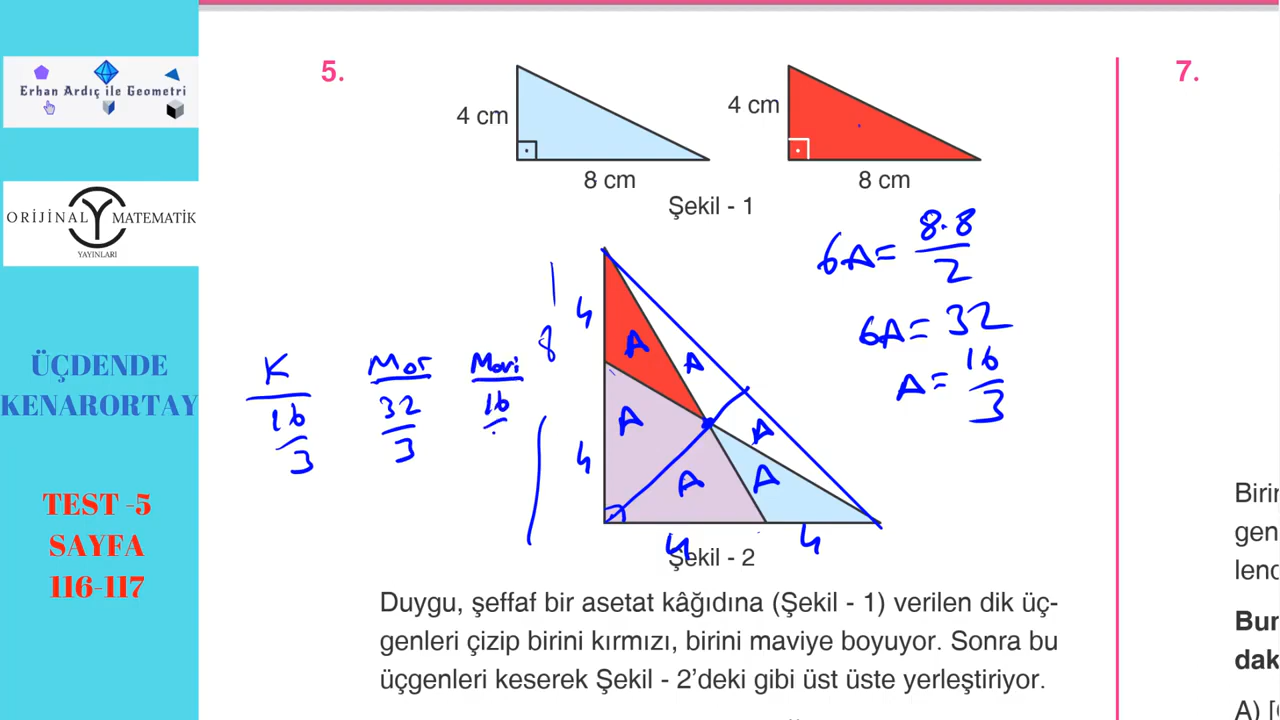 Erhan Ardıç ile Geometri
ORİJİNAL Y MATEMATİK
YAYINLARI
ÜÇDENDE
KENARORTAY
TEST -5
SAYFA
116-117
5.
4 cm
8 cm
4 cm
8 cm
Şekil - 1
6A = 8.8/2
6A = 32
A = 16/3
K
16/3
Mor
32/3
Mavi
16
8
4
4
A
A
A
A
A
A
4
4
Şekil - 2
Duygu, şeffaf bir asetat kâğıdına (Şekil - 1) verilen dik üç-
genleri çizip birini kırmızı, birini maviye boyuyor. Sonra bu
üçgenleri keserek Şekil - 2'deki gibi üst üste yerleştiriyor.
7.
Birin
gen
lend
Bun
dak
A) [